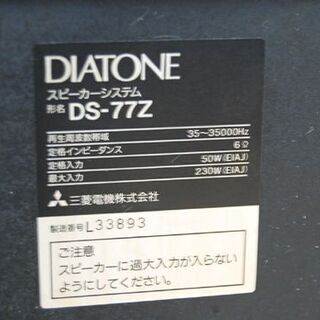 DIATONE
スピーカーシステム
形名 DS-77Z
再生周波数帯域 35～35000Hz
定格インピーダンス 6Ω
定格入力 50W(EIAJ)
最大入力 230W(EIAJ)
三菱電機株式会社
製造番号 L33893
ご注意
スピーカーに過大入力が入らない
ようにしてください。